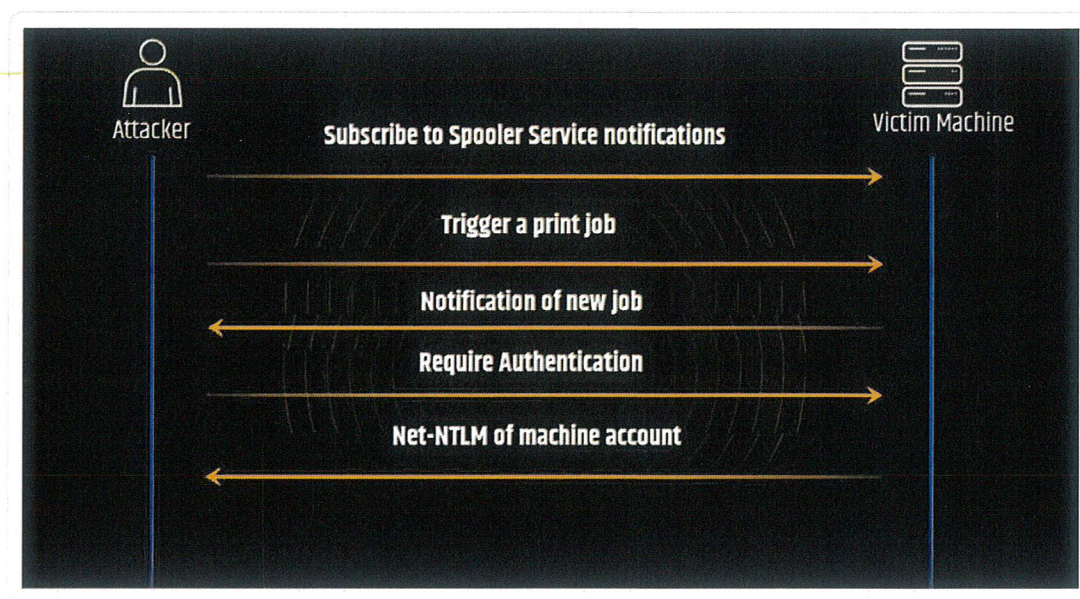 Attacker
Victim Machine
Subscribe to Spooler Service notifications
Trigger a print job
Notification of new job
Require Authentication
Net-NTLM of machine account